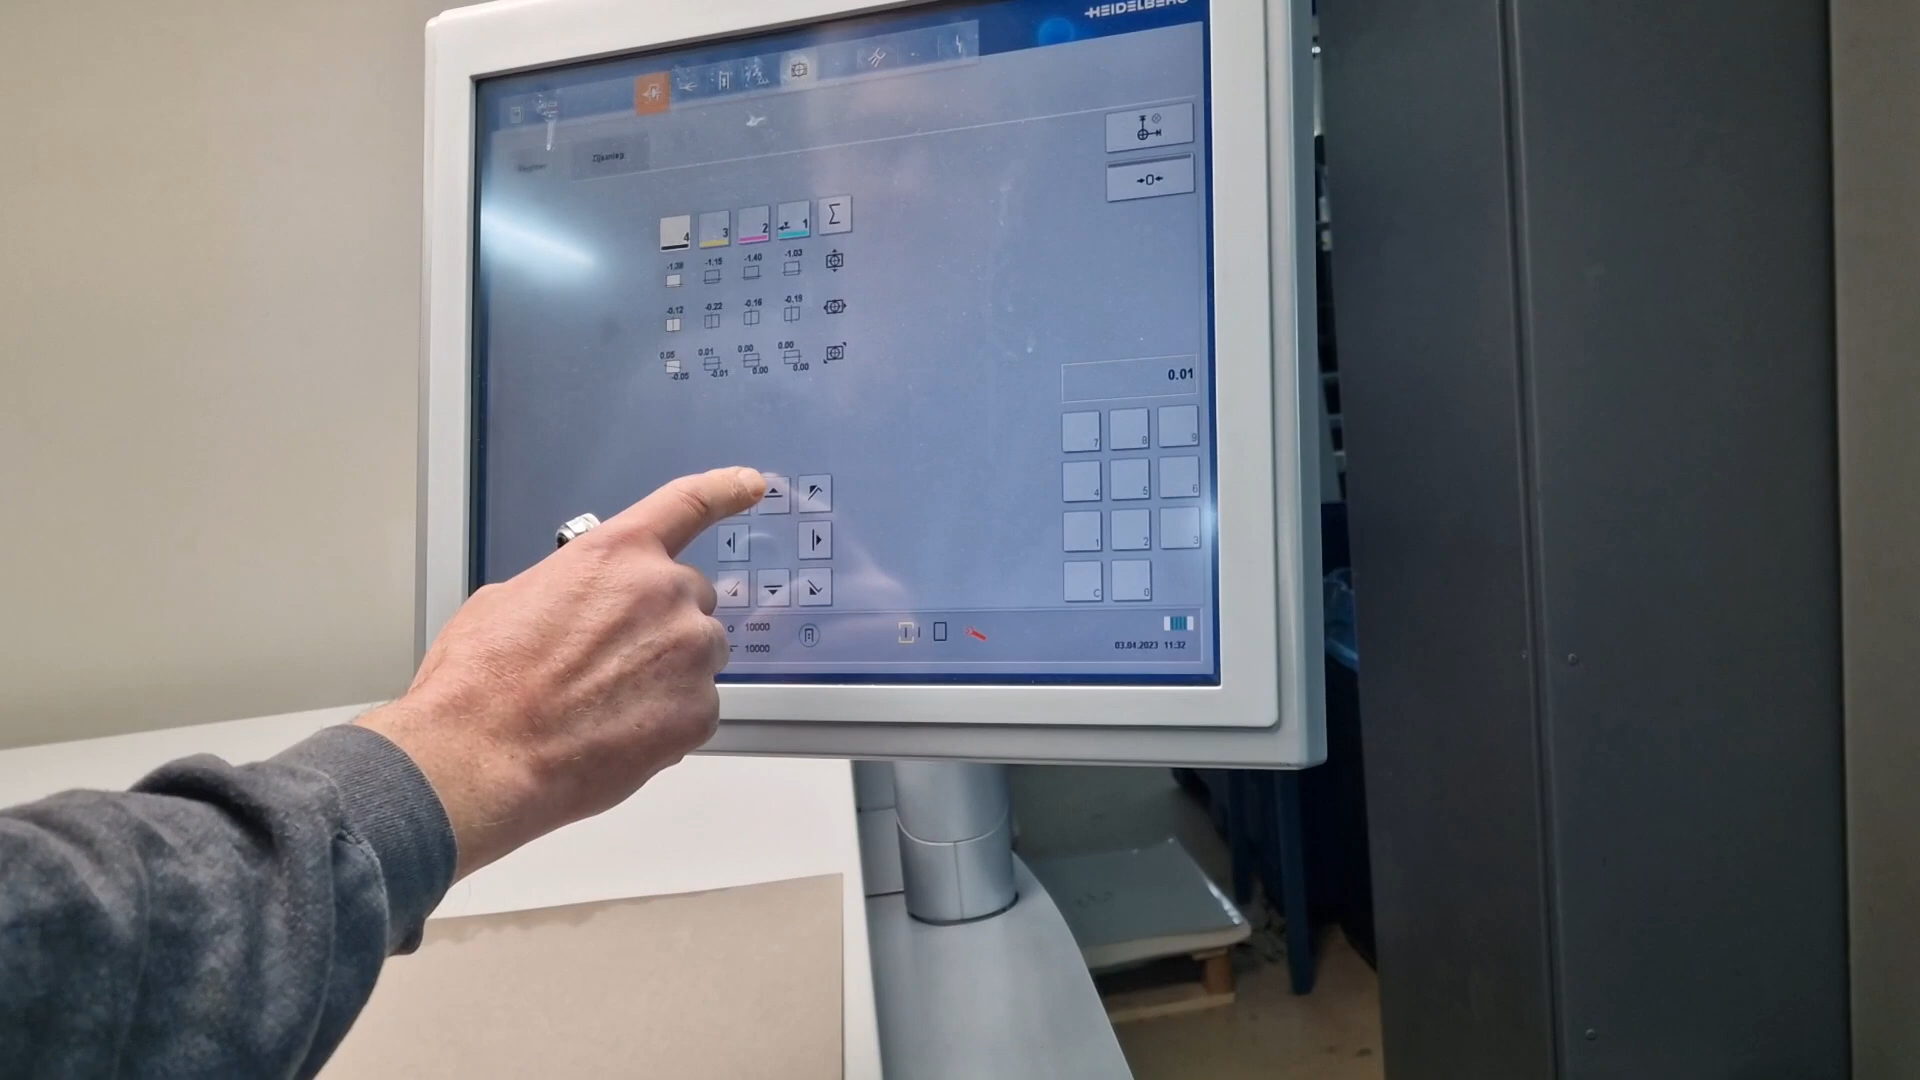 HEIDELBERG
Register
Zijaanleg
4 3 2 1 Σ
-1.38 -1.15 -1.40 -1.03
-0.12 -0.22 -0.16 -0.19
0.05 0.01 0.00 0.00
-0.05 -0.01 0.00 0.00
→0←
0.01
7 8 9
4 5 6
1 2 3
C 0
10000
10000
03.04.2023 11:32